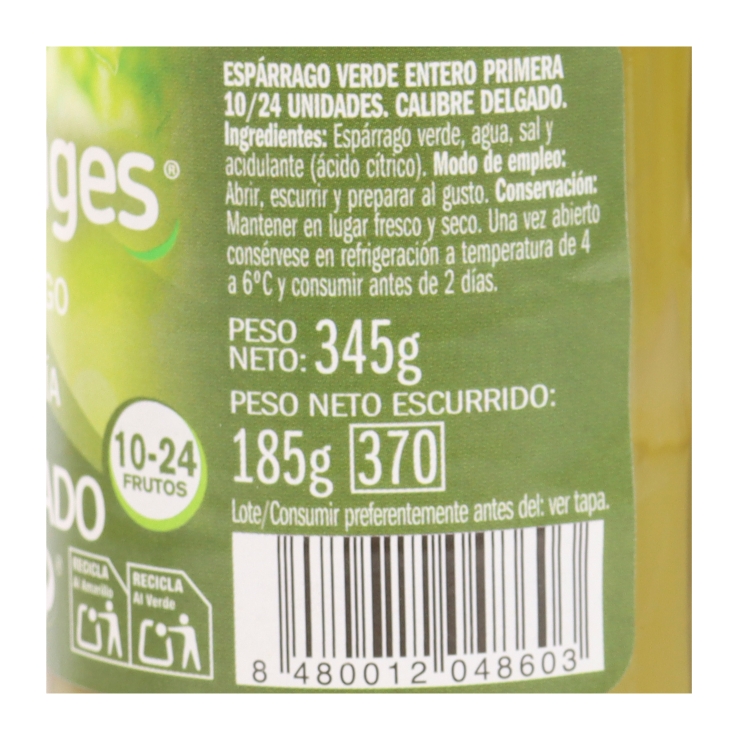 ESPÁRRAGO VERDE ENTERO PRIMERA
10/24 UNIDADES. CALIBRE DELGADO.
Ingredientes: Espárrago verde, agua, sal y
acidulante (ácido cítrico). Modo de empleo:
Abrir, escurrir y preparar al gusto. Conservación:
Mantener en lugar fresco y seco. Una vez abierto
consérvese en refrigeración a temperatura de 4
a 6ºC y consumir antes de 2 días.
PESO
NETO: 345g
PESO NETO ESCURRIDO:
185g 370
Lote/Consumir preferentemente antes del: ver tapa.
8 480012 048603
ges®
GO
ADO
10-24
FRUTOS
RECICLA
Al Amarillo
RECICLA
Al Verde